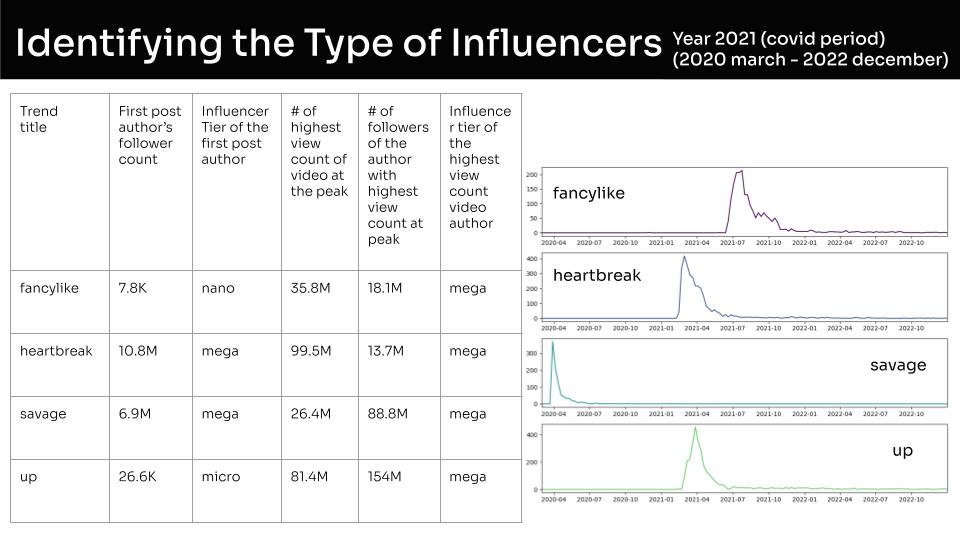 Identifying the Type of Influencers
Year 2021 (covid period)
(2020 march - 2022 december)
Trend
title
First post
author's
follower
count
Influencer
Tier of the
first post
author
# of
highest
view
count of
video at
the peak
# of
followers
of the
author
with
highest
view
count at
peak
Influence
r tier of
the
highest
view
count
video
author
fancylike
7.8K
nano
35.8M
18.1M
mega
heartbreak
10.8M
mega
99.5M
13.7M
mega
savage
6.9M
mega
26.4M
88.8M
mega
up
26.6K
micro
81.4M
154M
mega
fancylike
200
150
100
50
0
2020-04 2020-07 2020-10 2021-01 2021-04 2021-07 2021-10 2022-01 2022-04 2022-07 2022-10
heartbreak
400
300
200
100
0
2020-04 2020-07 2020-10 2021-01 2021-04 2021-07 2021-10 2022-01 2022-04 2022-07 2022-10
savage
300
200
100
0
2020-04 2020-07 2020-10 2021-01 2021-04 2021-07 2021-10 2022-01 2022-04 2022-07 2022-10
up
400
200
0
2020-04 2020-07 2020-10 2021-01 2021-04 2021-07 2021-10 2022-01 2022-04 2022-07 2022-10